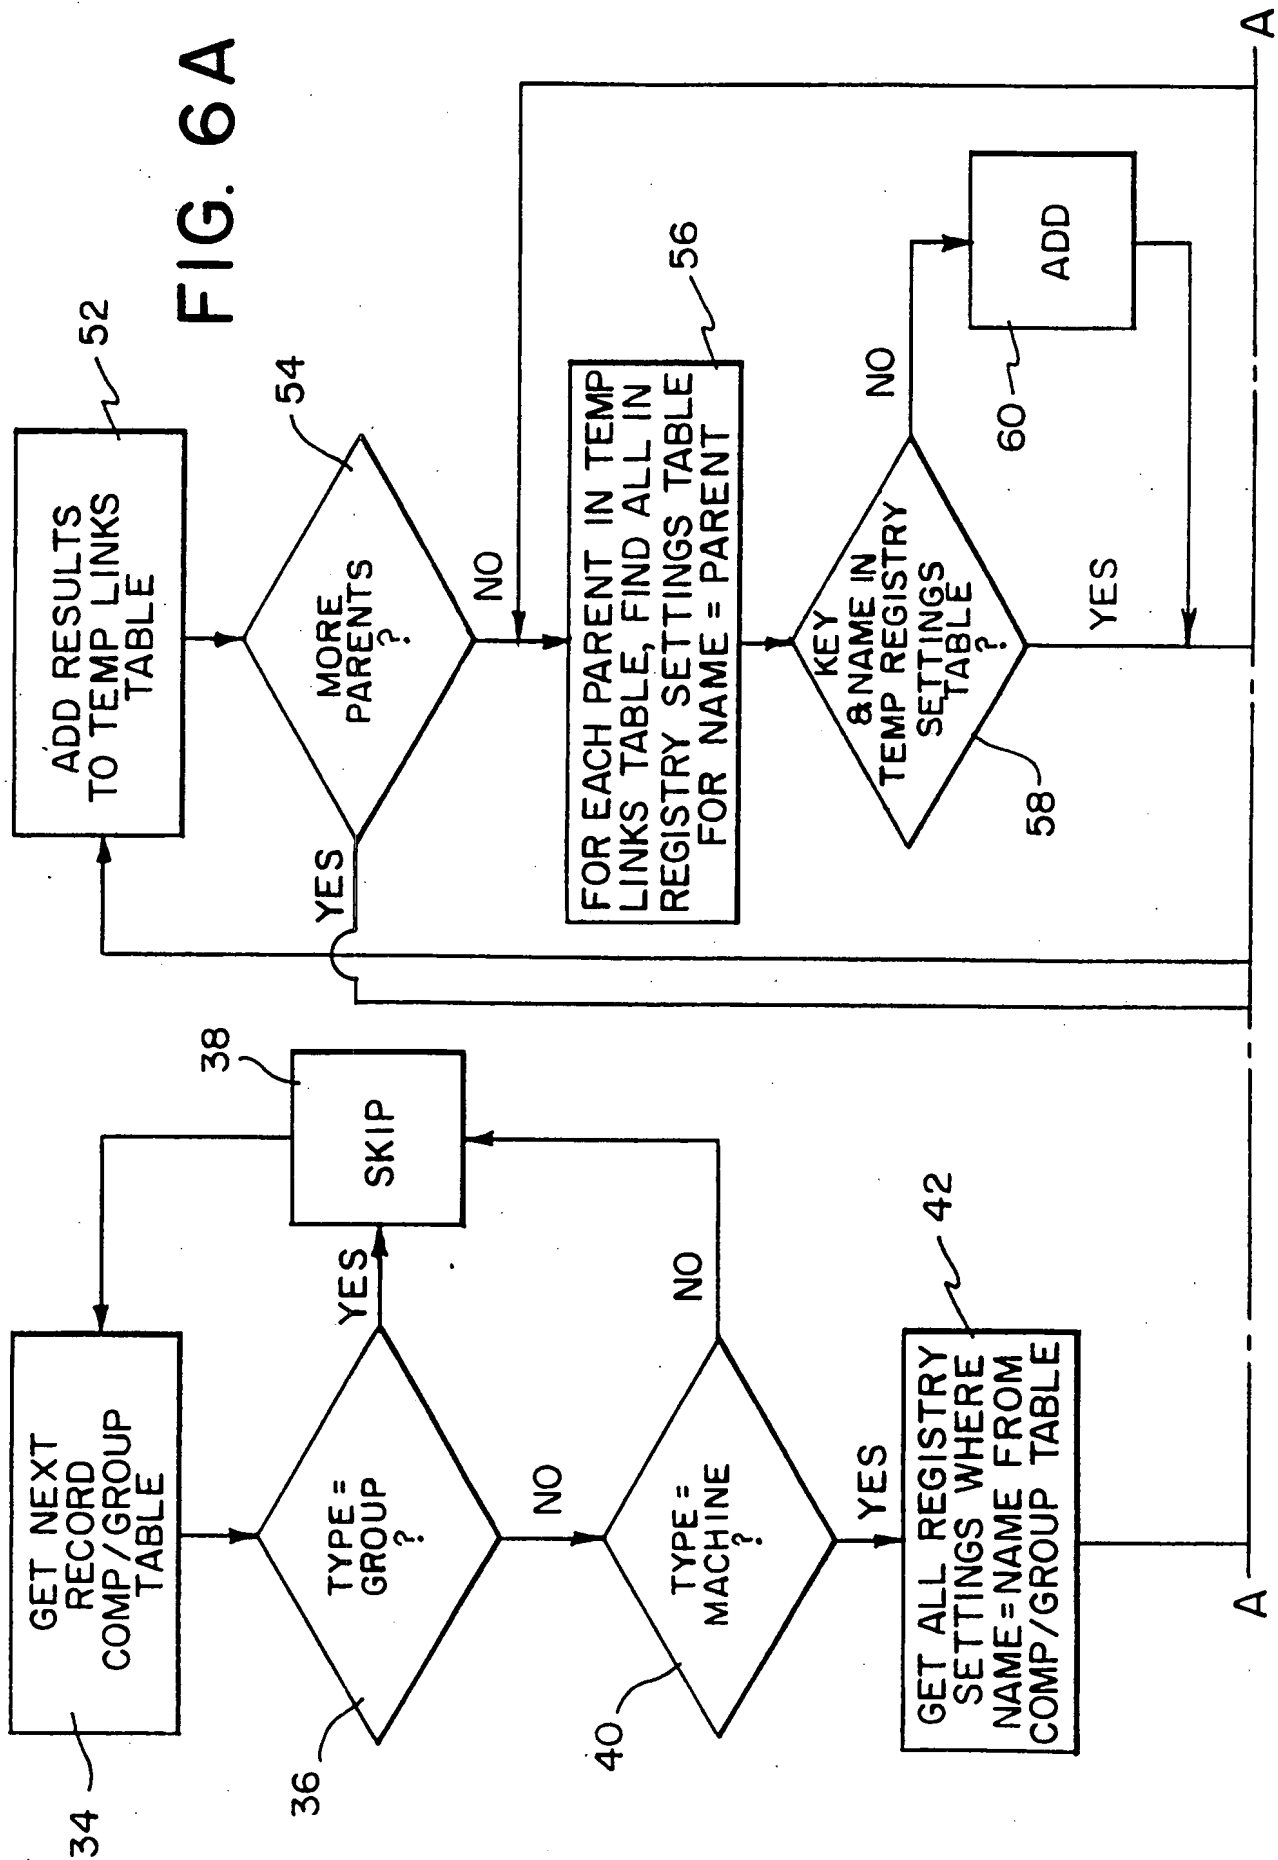 FIG. 6A
34
GET NEXT
RECORD
COMP/GROUP
TABLE
36
TYPE =
GROUP
?
YES
38
SKIP
NO
40
TYPE =
MACHINE
?
NO
YES
42
GET ALL REGISTRY
SETTINGS WHERE
NAME = NAME FROM
COMP/GROUP TABLE
52
ADD RESULTS
TO TEMP LINKS
TABLE
54
MORE
PARENTS
?
YES
NO
56
FOR EACH PARENT IN TEMP
LINKS TABLE, FIND ALL IN
REGISTRY SETTINGS TABLE
FOR NAME = PARENT
58
KEY
& NAME IN
TEMP REGISTRY
SETTINGS
TABLE
?
NO
60
ADD
YES
A
A